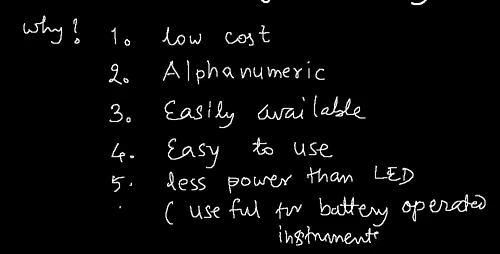 why? 1. low cost
2. Alphanumeric
3. Easily available
4. Easy to use
5. less power than LED
( useful for battery operated
instruments